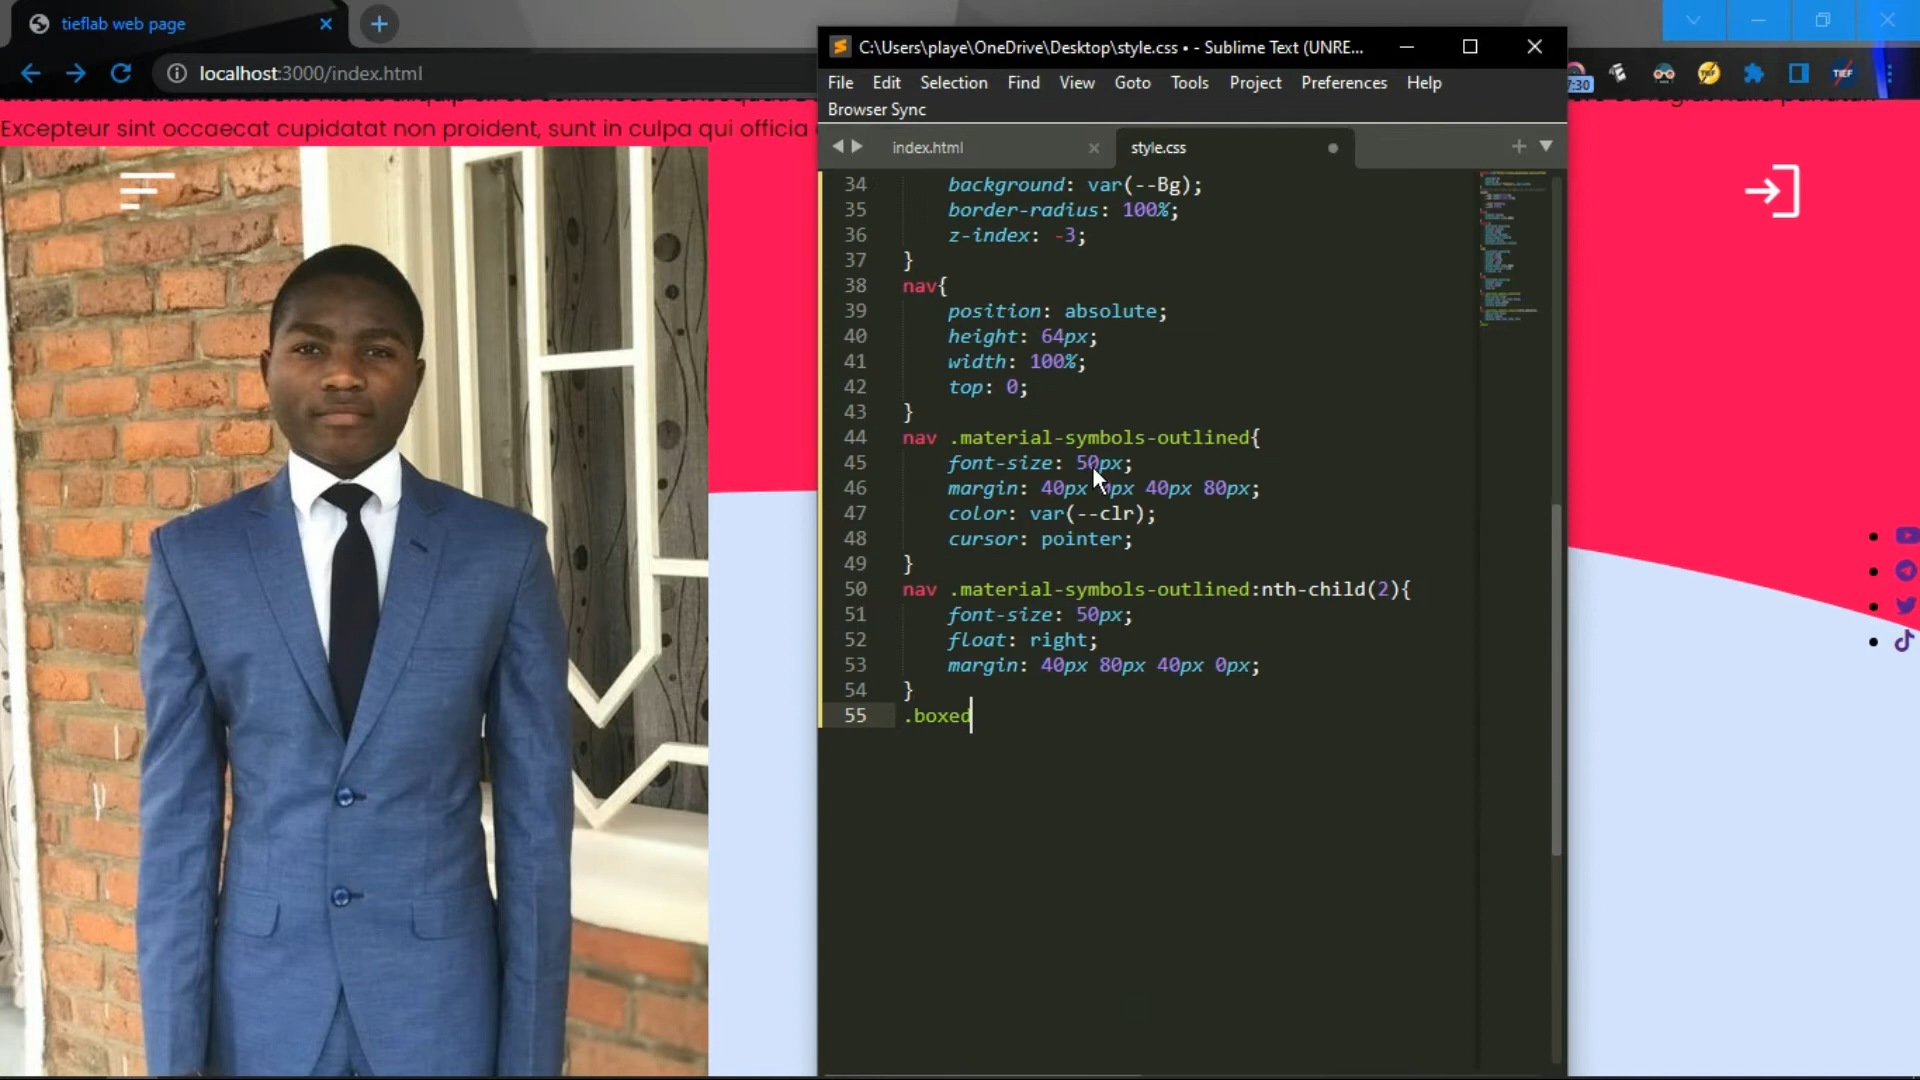 tieflab web page
localhost:3000/index.html
Excepteur sint occaecat cupidatat non proident, sunt in culpa qui officia
C:\Users\playe\OneDrive\Desktop\style.css • - Sublime Text (UNRE...
File Edit Selection Find View Goto Tools Project Preferences Help
Browser Sync
index.html
style.css
34 background: var(--Bg);
35 border-radius: 100%;
36 z-index: -3;
37 }
38 nav{
39 position: absolute;
40 height: 64px;
41 width: 100%;
42 top: 0;
43 }
44 nav .material-symbols-outlined{
45 font-size: 50px;
46 margin: 40px 0px 40px 80px;
47 color: var(--clr);
48 cursor: pointer;
49 }
50 nav .material-symbols-outlined:nth-child(2){
51 font-size: 50px;
52 float: right;
53 margin: 40px 80px 40px 0px;
54 }
55 .boxed
7:30
TIEF